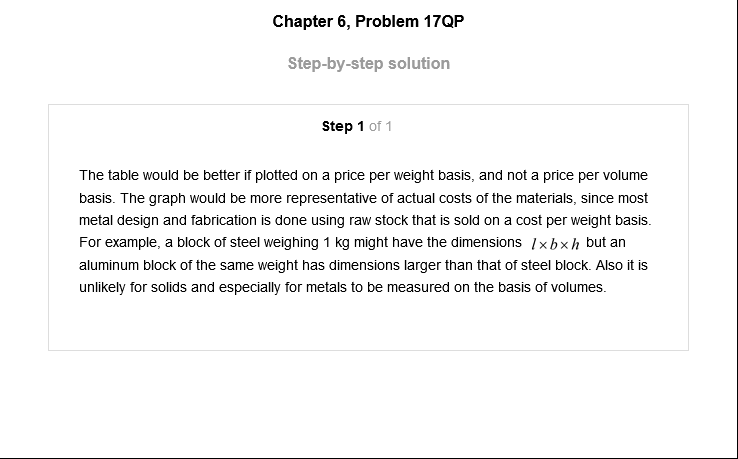 Chapter 6, Problem 17QP
Step-by-step solution
Step 1 of 1
The table would be better if plotted on a price per weight basis, and not a price per volume
basis. The graph would be more representative of actual costs of the materials, since most
metal design and fabrication is done using raw stock that is sold on a cost per weight basis.
For example, a block of steel weighing 1 kg might have the dimensions l×b×h but an
aluminum block of the same weight has dimensions larger than that of steel block. Also it is
unlikely for solids and especially for metals to be measured on the basis of volumes.